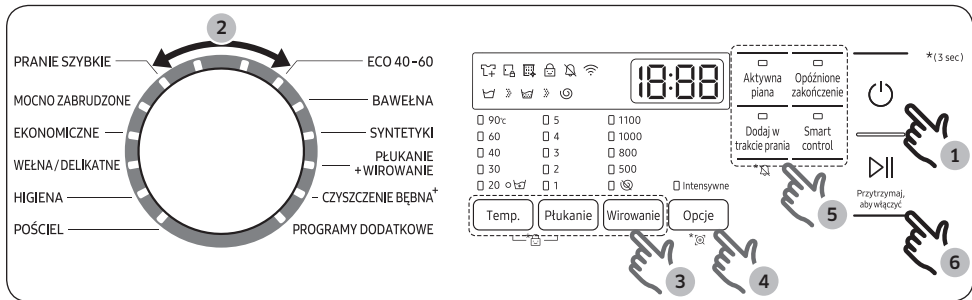 2
PRANIE SZYBKIE
MOCNO ZABRUDZONE
EKONOMICZNE
WEŁNA / DELIKATNE
HIGIENA
POŚCIEL
ECO 40-60
BAWEŁNA
SYNTETYKI
PŁUKANIE
+WIROWANIE
CZYSZCZENIE BĘBNA+
PROGRAMY DODATKOWE
18:88
90℃ 5 1100
60 4 1000
40 3 800
30 2 500
20 1 Intensywne
Temp. Płukanie Wirowanie Opcje
* *
3 4
Aktywna
piana
Opóźnione
zakończenie
Dodaj w
trakcie prania
Smart
control
*
5
*(3 sec)
1
Przytrzymaj,
aby włączyć
6